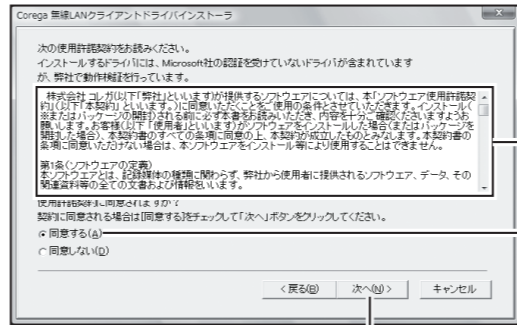 Corega 無線LANクライアントドライバインストーラ
次の使用許諾契約をお読みください。
インストールするドライバには、Microsoft社の認証を受けていないドライバが含まれています
が、弊社で動作検証を行っています。
株式会社 コレガ(以下「弊社」といいます)が提供するソフトウェアについては、本「ソフトウェア使用許諾契
約」(以下「本契約」といいます。)に同意いただくことをご使用の条件とさせていただきます。インストール(
※またはパッケージの開封)される前に必ず本書をお読みいただき、内容を十分ご確認くださいますようお
願いします。お客様(以下「使用者」といいます)がソフトウェアをインストールした場合(またはパッケージを
開封した場合)、本契約書のすべての条項に同意の上、本契約が成立したものとみなします。本契約書の
条項に同意いただけない場合は、本ソフトウェアをインストール等により使用することはできません。
第1条(ソフトウェアの定義)
本ソフトウェアとは、記録媒体の種類に関わらず、弊社から使用者に提供されるソフトウェア、データ、その
関連資料等の全ての文書および情報をいいます。
使用許諾契約に同意されますか?
契約に同意される場合は[同意する]をチェックして「次へ」ボタンをクリックしてください。
同意する(A)
同意しない(D)
< 戻る(B)
次へ(N) >
キャンセル